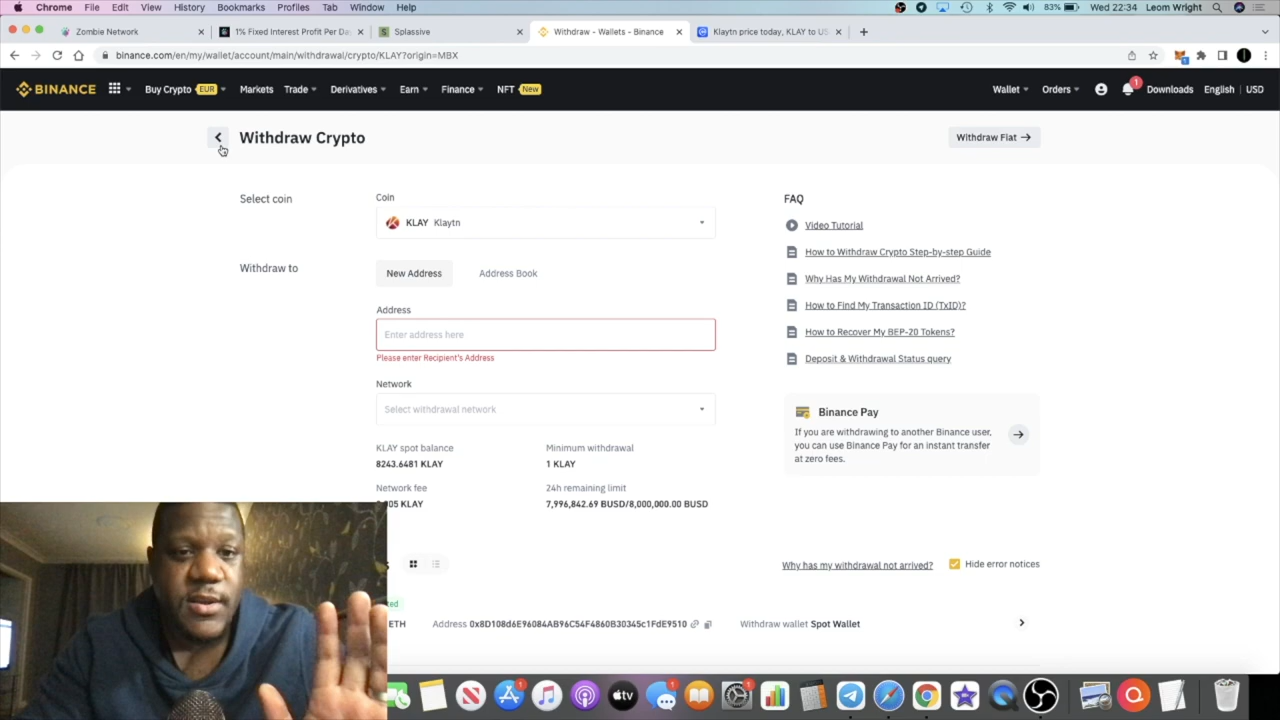 Chrome File Edit View History Bookmarks Profiles Tab Window Help 83% Wed 22:34 Leom Wright
Zombie Network 1% Fixed Interest Profit Per Da Splassive Withdraw - Wallets - Binance Klaytn price today, KLAY to US
binance.com/en/my/wallet/account/main/withdrawal/crypto/KLAY?origin=MBX
BINANCE Buy Crypto EUR Markets Trade Derivatives Earn Finance NFT New Wallet Orders 1 Downloads English USD
Withdraw Crypto
Withdraw Fiat
Select coin
Coin
KLAY Klaytn
Withdraw to
New Address Address Book
Address
Enter address here
Please enter Recipient's Address
Network
Select withdrawal network
KLAY spot balance Minimum withdrawal
8243.6481 KLAY 1 KLAY
Network fee 24h remaining limit
005 KLAY 7,996,842.69 BUSD/8,000,000.00 BUSD
FAQ
Video Tutorial
How to Withdraw Crypto Step-by-step Guide
Why Has My Withdrawal Not Arrived?
How to Find My Transaction ID (TxID)?
How to Recover My BEP-20 Tokens?
Deposit & Withdrawal Status query
Binance Pay
If you are withdrawing to another Binance user,
you can use Binance Pay for an instant transfer
at zero fees.
s Why has my withdrawal not arrived? Hide error notices
ted
ETH Address 0x8D108d6E96084AB96C54F4860B30345c1FdE9510 Withdraw wallet Spot Wallet
tv